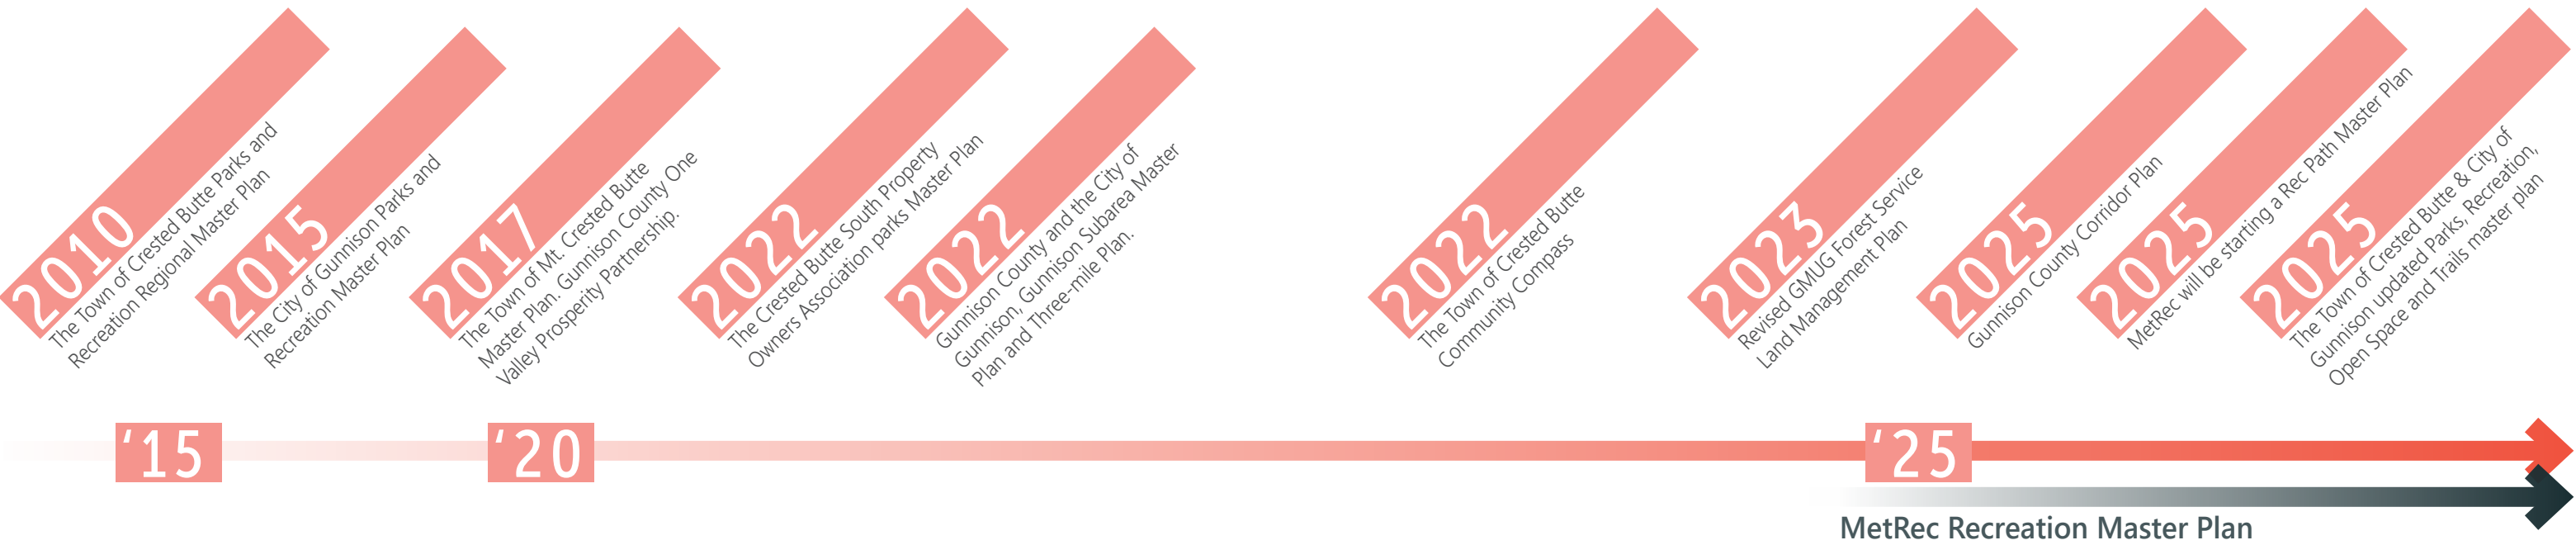 2010
The Town of Crested Butte Parks and
Recreation Regional Master Plan
2015
The City of Gunnison Parks and
Recreation Master Plan
2017
The Town of Mt. Crested Butte
Master Plan. Gunnison County One
Valley Prosperity Partnership.
2022
The Crested Butte South Property
Owners Association parks Master Plan
2022
Gunnison County and the City of
Gunnison, Gunnison Subarea Master
Plan and Three-mile Plan.
2022
The Town of Crested Butte
Community Compass
2023
Revised GMUG Forest Service
Land Management Plan
2025
Gunnison County Corridor Plan
2025
MetRec will be starting a Rec Path Master Plan
2025
The Town of Crested Butte & City of
Gunnison updated Parks, Recreation,
Open Space and Trails master plan
‘15
‘20
‘25
MetRec Recreation Master Plan